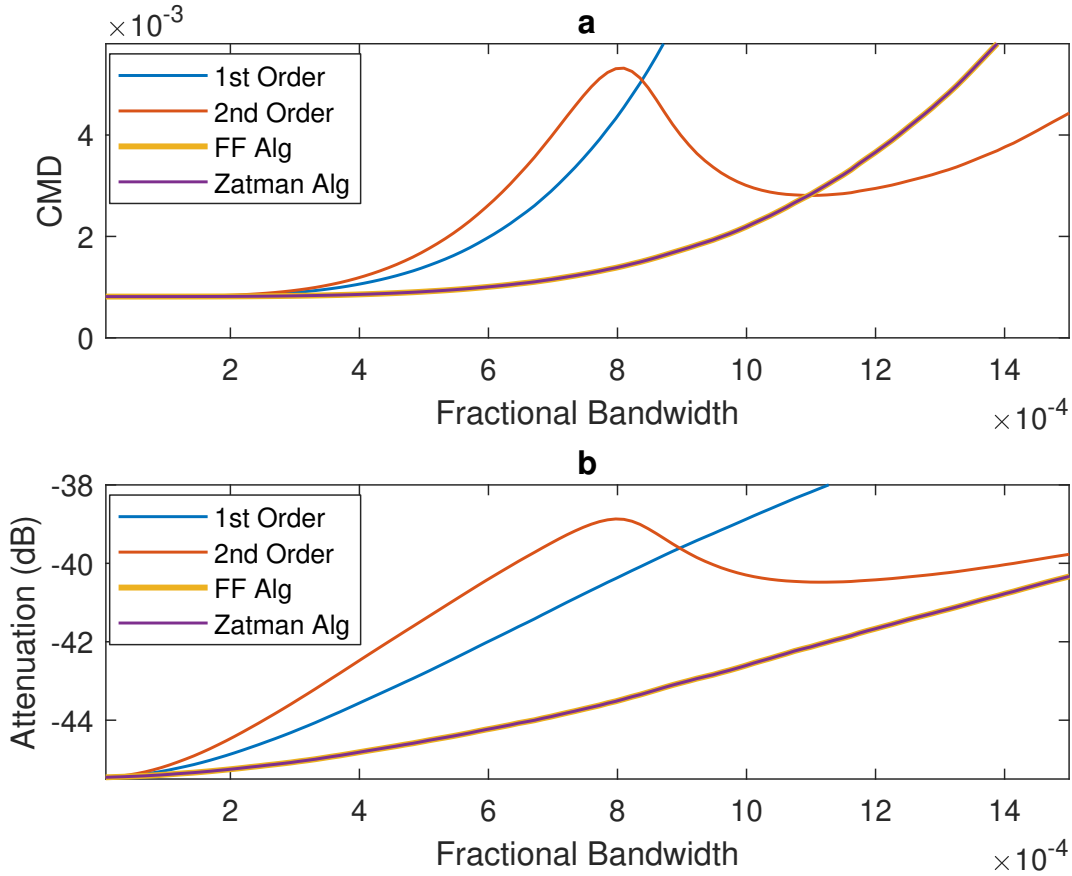 ×10⁻³
a
1st Order
2nd Order
FF Alg
Zatman Alg
CMD
4
2
0
2 4 6 8 10 12 14
Fractional Bandwidth
×10⁻⁴
b
-38
1st Order
2nd Order
FF Alg
Zatman Alg
Attenuation (dB)
-40
-42
-44
2 4 6 8 10 12 14
Fractional Bandwidth
×10⁻⁴